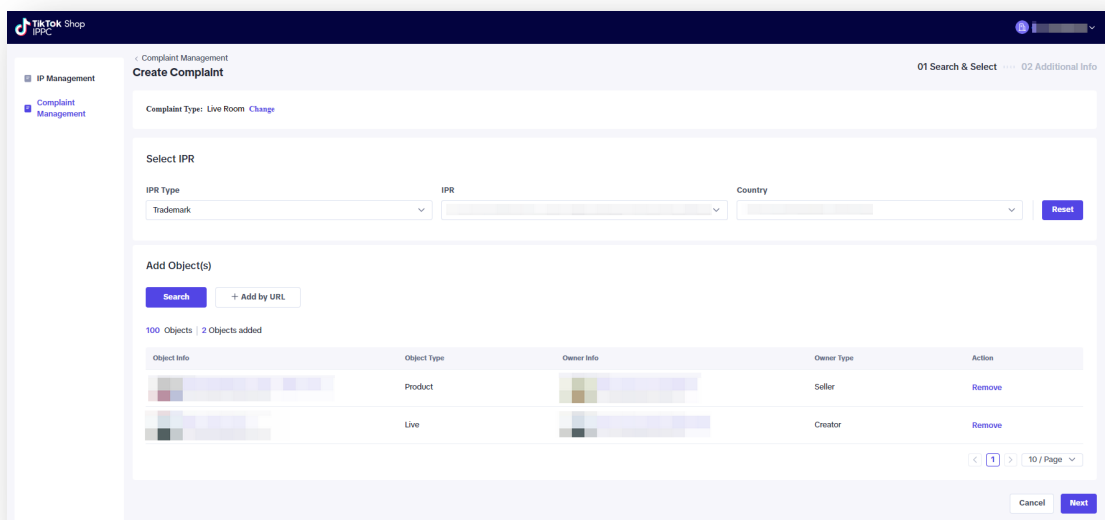 TikTok Shop
IPPC
IP Management
Complaint
Management
< Complaint Management
Create Complaint
01 Search & Select
02 Additional Info
Complaint Type: Live Room Change
Select IPR
IPR Type
IPR
Country
Trademark
Reset
Add Object(s)
Search
+ Add by URL
100 Objects | 2 Objects added
Object Info Object Type Owner Info Owner Type Action
Product Seller Remove
Live Creator Remove
< 1 > 10 / Page
Cancel
Next